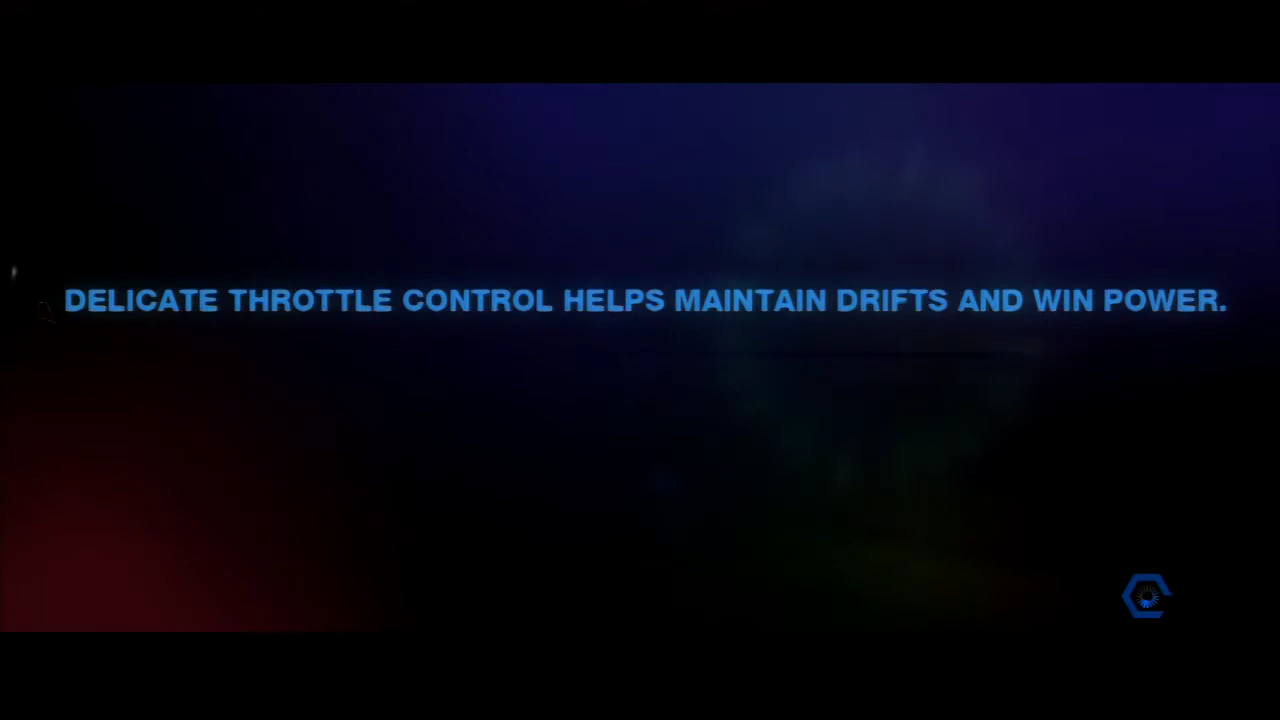 DELICATE THROTTLE CONTROL HELPS MAINTAIN DRIFTS AND WIN POWER.